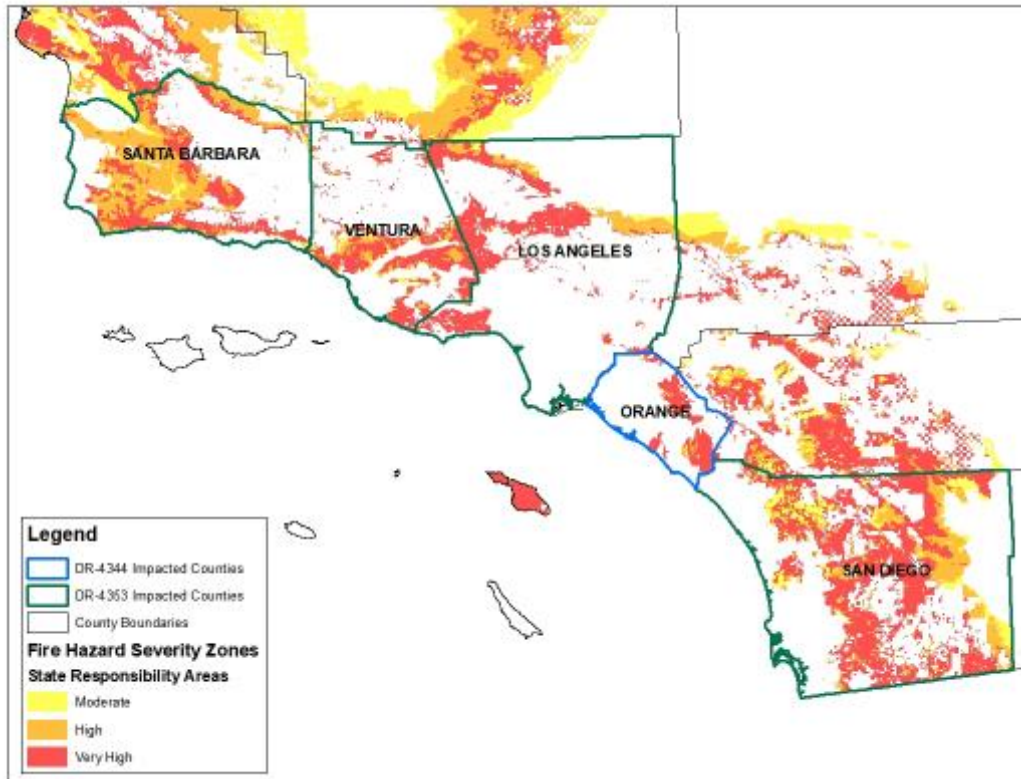 SANTA BARBARA
VENTURA
LOS ANGELES
ORANGE
SAN DIEGO
Legend
DR-4344 Impacted Counties
DR-4353 Impacted Counties
County Boundaries
Fire Hazard Severity Zones
State Responsibility Areas
Moderate
High
Very High